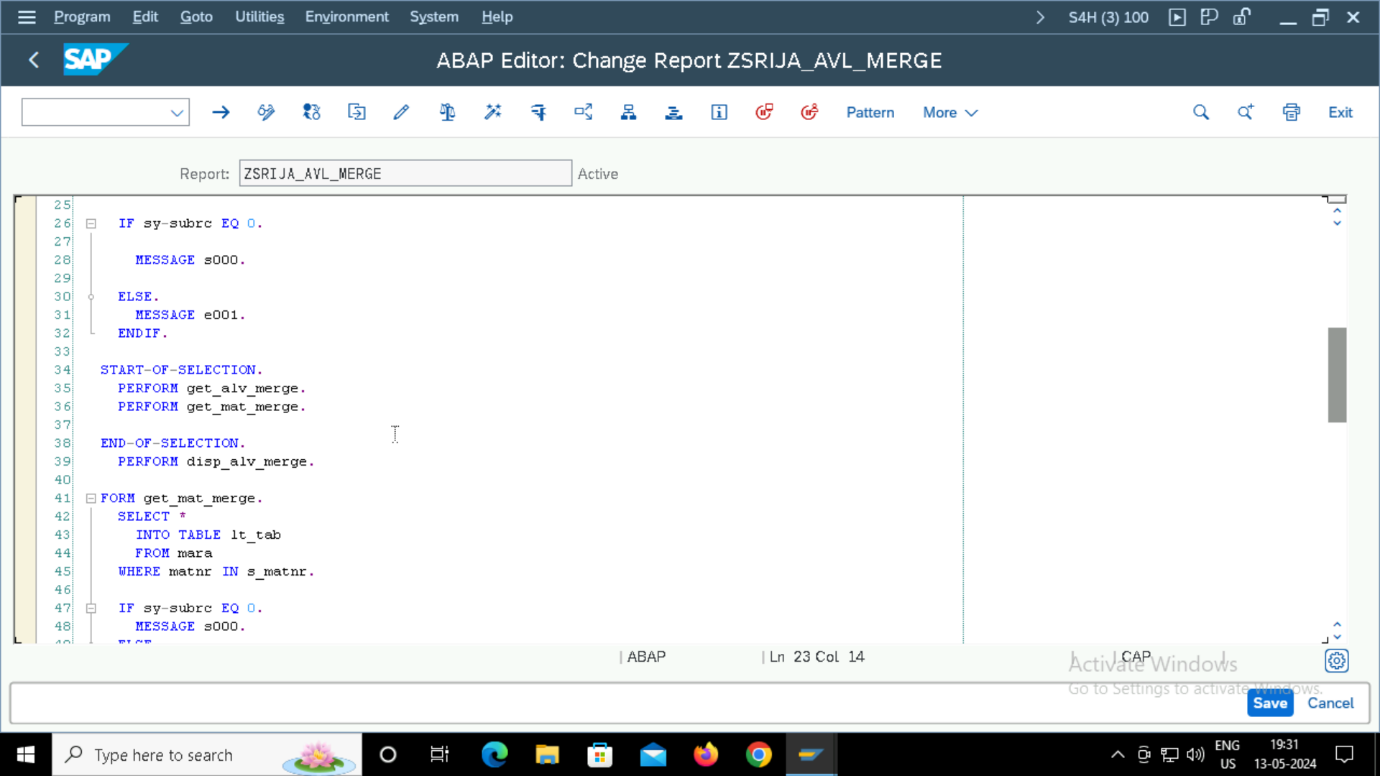 Program Edit Goto Utilities Environment System Help S4H (3) 100
SAP ABAP Editor: Change Report ZSRIJA_AVL_MERGE
Pattern More Exit
Report: ZSRIJA_AVL_MERGE Active
25
26 IF sy-subrc EQ 0.
27
28 MESSAGE s000.
29
30 ELSE.
31 MESSAGE e001.
32 ENDIF.
33
34 START-OF-SELECTION.
35 PERFORM get_alv_merge.
36 PERFORM get_mat_merge.
37
38 END-OF-SELECTION.
39 PERFORM disp_alv_merge.
40
41 FORM get_mat_merge.
42 SELECT *
43 INTO TABLE lt_tab
44 FROM mara
45 WHERE matnr IN s_matnr.
46
47 IF sy-subrc EQ 0.
48 MESSAGE s000.
49 ELSE
ABAP Ln 23 Col 14 CAP
Activate Windows
Go to Settings to activate Windows.
Save Cancel
Type here to search
ENG 19:31
US 13-05-2024